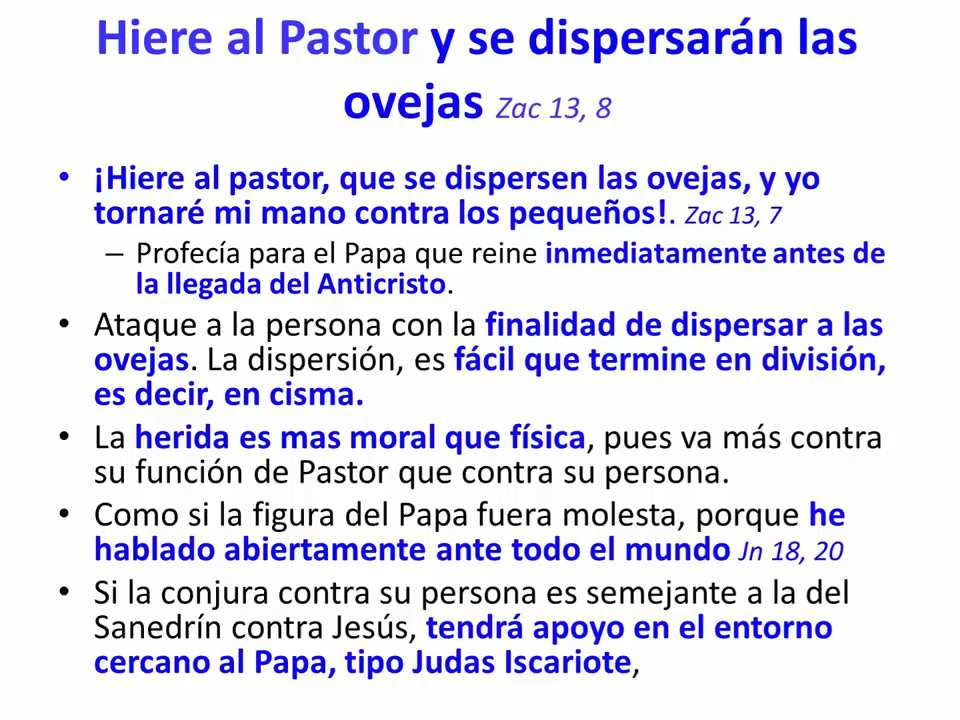 Hiere al Pastor y se dispersarán las
ovejas Zac 13, 8
• ¡Hiere al pastor, que se dispersen las ovejas, y yo
tornaré mi mano contra los pequeños!. Zac 13, 7
– Profecía para el Papa que reine inmediatamente antes de
la llegada del Anticristo.
• Ataque a la persona con la finalidad de dispersar a las
ovejas. La dispersión, es fácil que termine en división,
es decir, en cisma.
• La herida es mas moral que física, pues va más contra
su función de Pastor que contra su persona.
• Como si la figura del Papa fuera molesta, porque he
hablado abiertamente ante todo el mundo Jn 18, 20
• Si la conjura contra su persona es semejante a la del
Sanedrín contra Jesús, tendrá apoyo en el entorno
cercano al Papa, tipo Judas Iscariote,